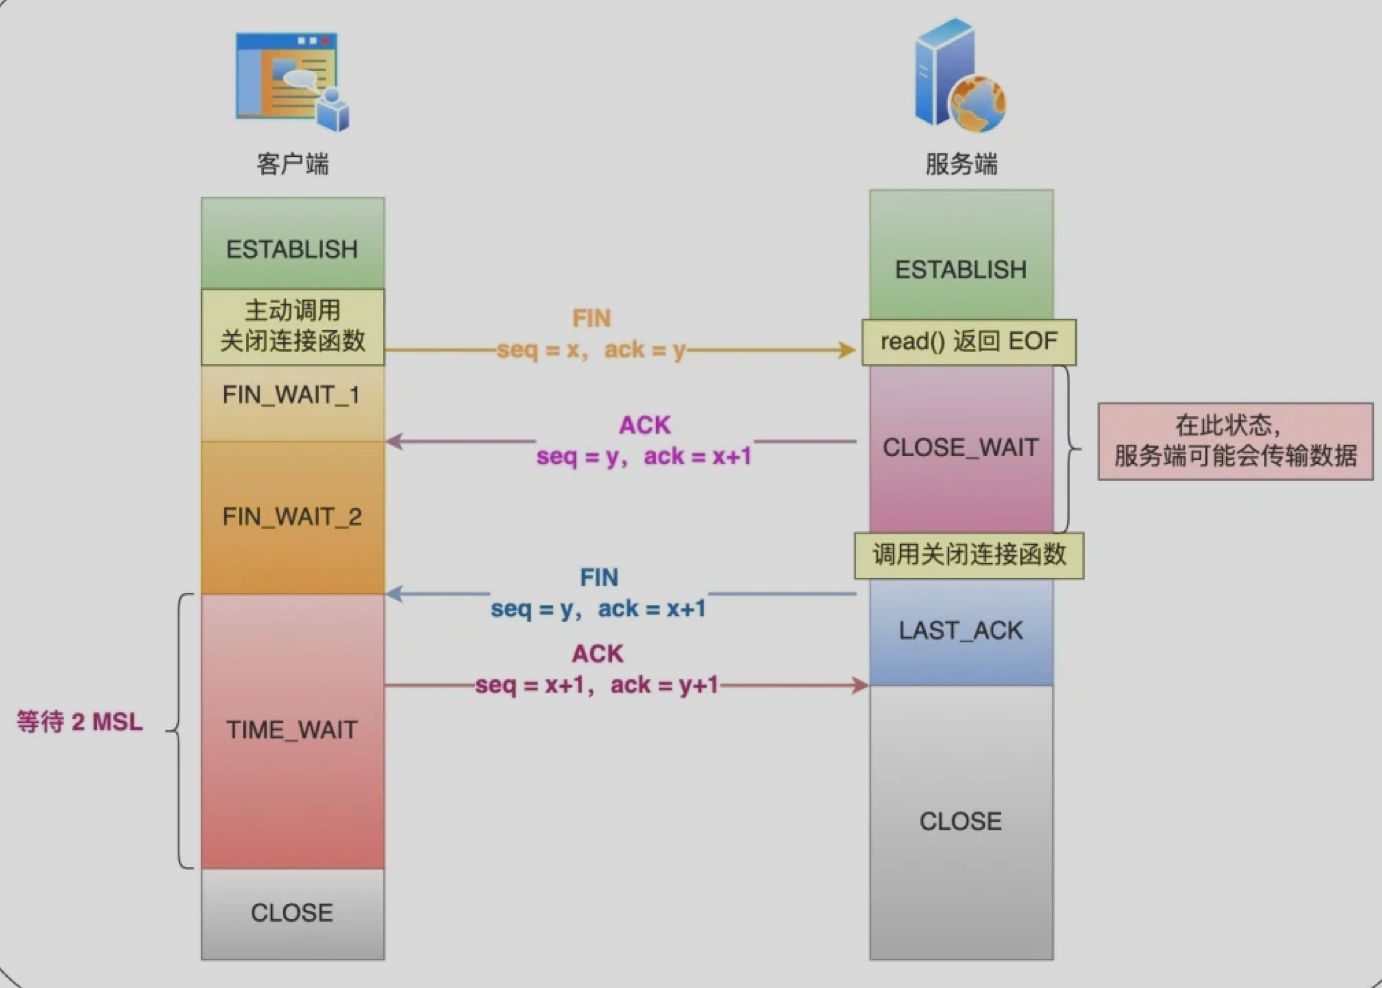 客户端
服务端
ESTABLISH
ESTABLISH
主动调用
关闭连接函数
FIN
seq = x, ack = y
read() 返回 EOF
FIN_WAIT_1
ACK
seq = y, ack = x+1
CLOSE_WAIT
在此状态,
服务端可能会传输数据
FIN_WAIT_2
调用关闭连接函数
FIN
seq = y, ack = x+1
LAST_ACK
ACK
seq = x+1, ack = y+1
等待 2 MSL
TIME_WAIT
CLOSE
CLOSE